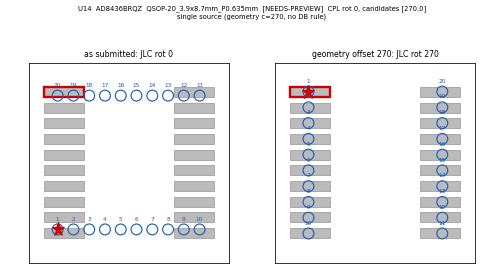 U14 AD8436BRQZ QSOP-20_3.9x8.7mm_P0.635mm [NEEDS-PREVIEW] CPL rot 0, candidates [270.0]
single source (geometry c=270, no DB rule)
as submitted: JLC rot 0
geometry offset 270: JLC rot 270
20 19 18 17 16 15 14 13 12 11
1 2 3 4 5 6 7 8 9 10
1 20
10 11